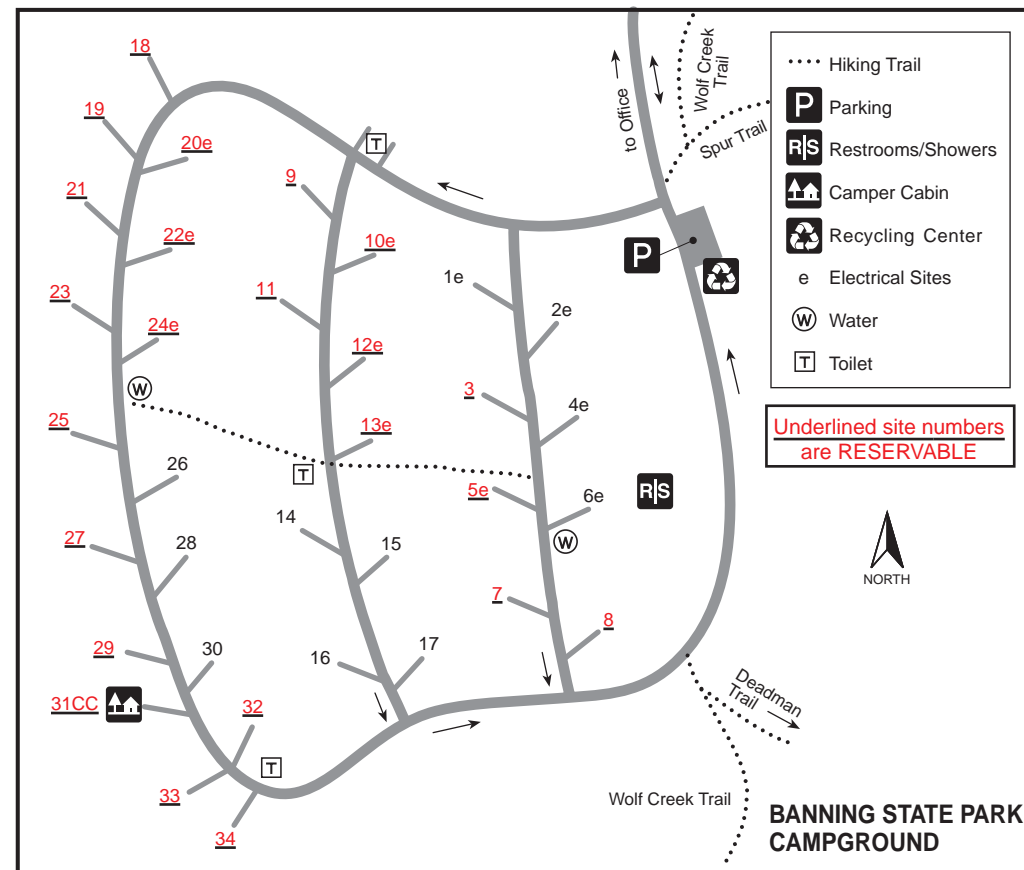 18
19
20e
21
22e
23
24e
W
25
26
27
28
29
30
31CC
32
33
34
T
T
9
10e
11
12e
13e
T
14
15
16
17
1e
2e
3
4e
5e
6e
W
7
8
R|S
P
to Office
Wolf Creek
Trail
Spur Trail
Hiking Trail
P Parking
R|S Restrooms/Showers
Camper Cabin
Recycling Center
e Electrical Sites
W Water
T Toilet
Underlined site numbers
are RESERVABLE
NORTH
Deadman
Trail
Wolf Creek Trail
BANNING STATE PARK
CAMPGROUND